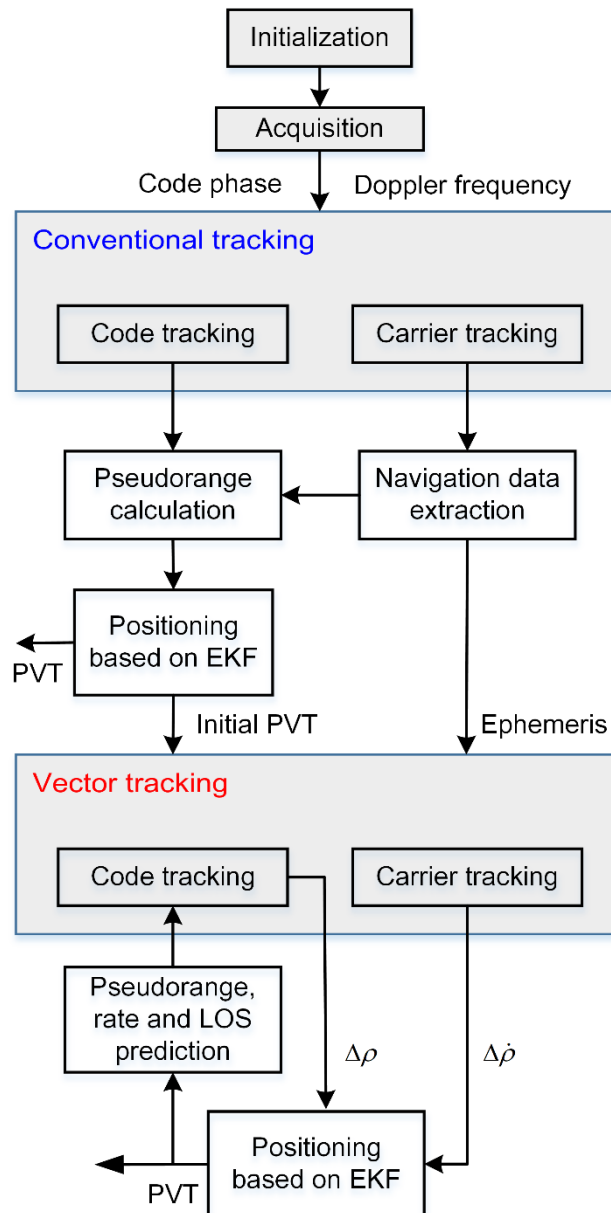 Initialization
Acquisition
Code phase
Doppler frequency
Conventional tracking
Code tracking
Carrier tracking
Pseudorange
calculation
Navigation data
extraction
Positioning
based on EKF
PVT
Initial PVT
Ephemeris
Vector tracking
Code tracking
Carrier tracking
Pseudorange,
rate and LOS
prediction
Δρ
Δρ̇
Positioning
based on EKF
PVT